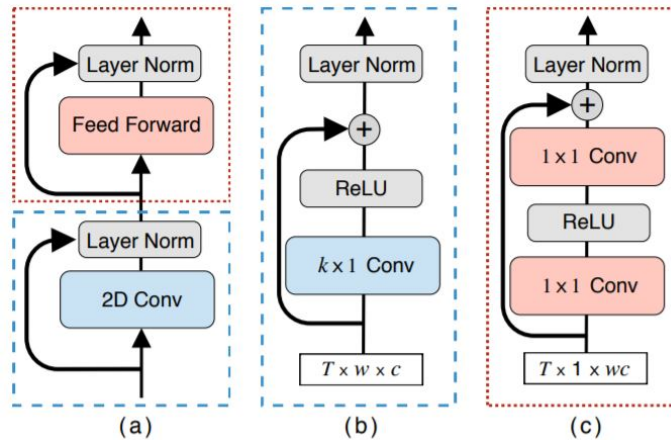 Layer Norm
Feed Forward
Layer Norm
2D Conv
(a)
Layer Norm
+
ReLU
k x 1 Conv
T x w x c
(b)
Layer Norm
+
1 x 1 Conv
ReLU
1 x 1 Conv
T x 1 x wc
(c)